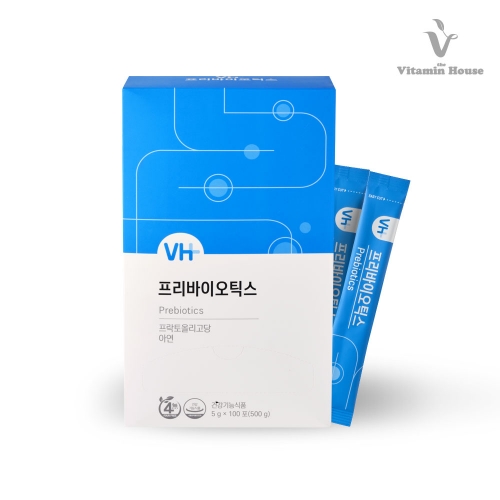 the
Vitamin House
VH+
프리바이오틱스
Prebiotics
프락토올리고당
아연
건강기능식품
5 g × 100 포(500 g)
VH+
프리바이오틱스
Prebiotics